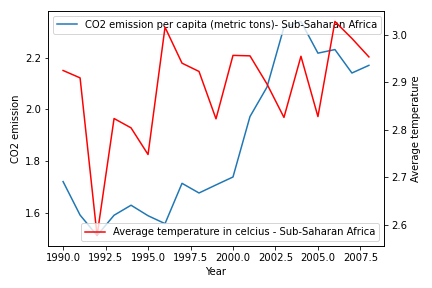 CO2 emission per capita (metric tons)- Sub-Saharan Africa
CO2 emission
2.2
2.0
1.8
1.6
Average temperature
3.0
2.9
2.8
2.7
2.6
Average temperature in celcius - Sub-Saharan Africa
1990.0 1992.5 1995.0 1997.5 2000.0 2002.5 2005.0 2007.5
Year